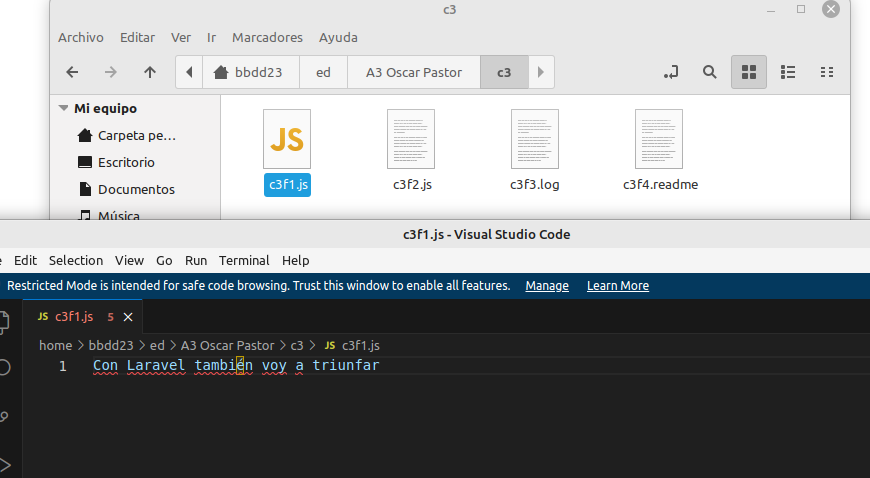 c3
Archivo Editar Ver Ir Marcadores Ayuda
bbdd23 ed A3 Oscar Pastor c3
Mi equipo
Carpeta pe...
Escritorio
Documentos
Música
JS
c3f1.js c3f2.js c3f3.log c3f4.readme
c3f1.js - Visual Studio Code
Edit Selection View Go Run Terminal Help
Restricted Mode is intended for safe code browsing. Trust this window to enable all features. Manage Learn More
JS c3f1.js 5
home > bbdd23 > ed > A3 Oscar Pastor > c3 > JS c3f1.js
1 Con Laravel también voy a triunfar